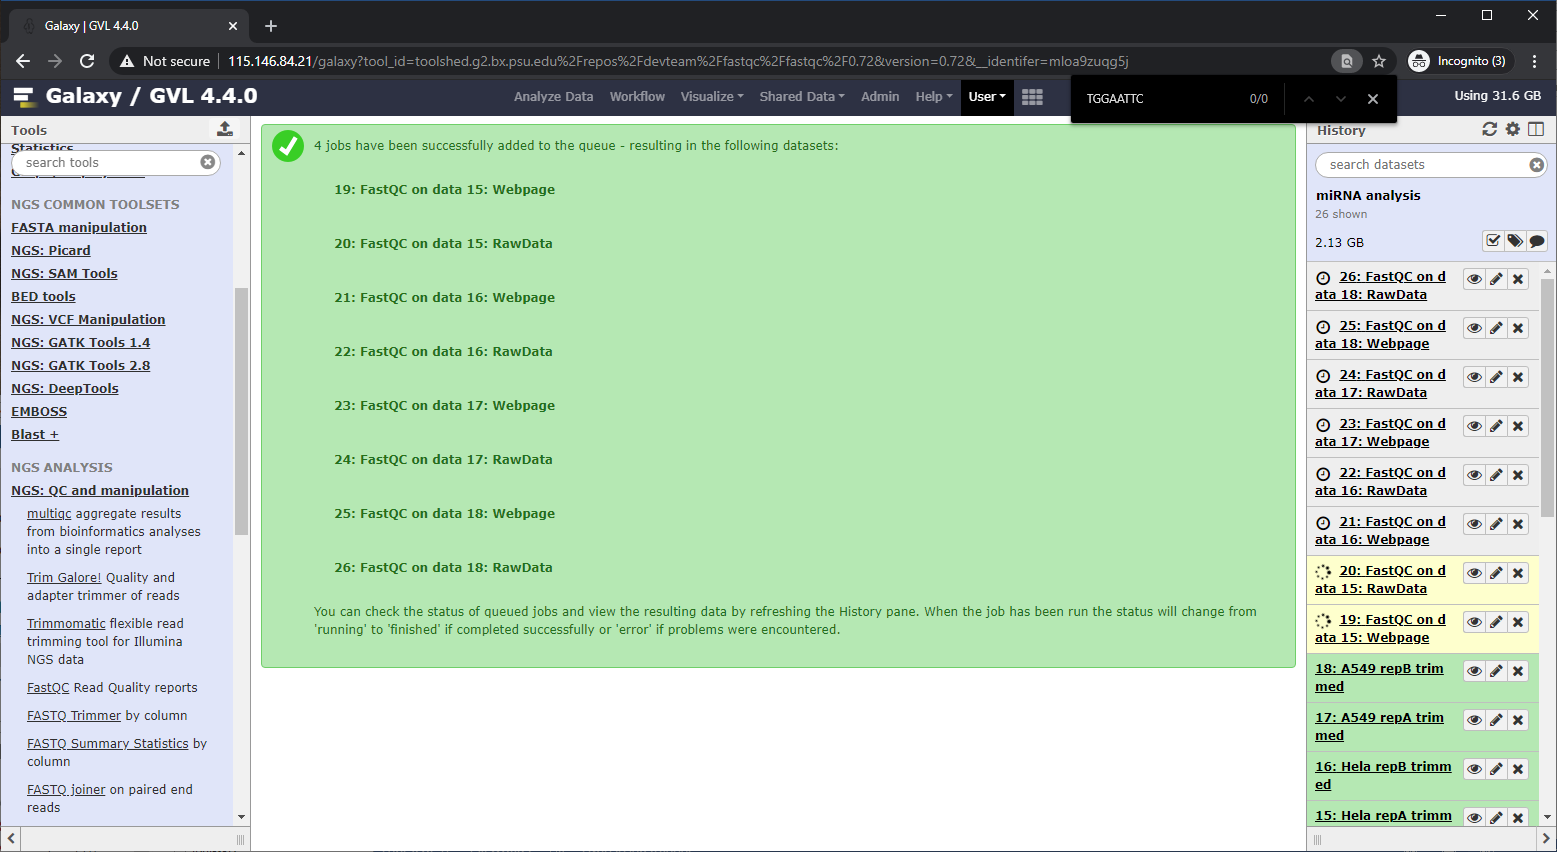 Galaxy | GVL 4.4.0
Not secure | 115.146.84.21/galaxy?tool_id=toolshed.g2.bx.psu.edu%2Frepos%2Fdevteam%2Ffastqc%2Ffastqc%2F0.72&version=0.72&__identifer=mloa9zuqg5j
Incognito (3)
Galaxy / GVL 4.4.0
Analyze Data Workflow Visualize Shared Data Admin Help User
TGGAATTC 0/0
Using 31.6 GB
Tools
Statistics
search tools
NGS COMMON TOOLSETS
FASTA manipulation
NGS: Picard
NGS: SAM Tools
BED tools
NGS: VCF Manipulation
NGS: GATK Tools 1.4
NGS: GATK Tools 2.8
NGS: DeepTools
EMBOSS
Blast +
NGS ANALYSIS
NGS: QC and manipulation
multiqc aggregate results
from bioinformatics analyses
into a single report
Trim Galore! Quality and
adapter trimmer of reads
Trimmomatic flexible read
trimming tool for Illumina
NGS data
FastQC Read Quality reports
FASTQ Trimmer by column
FASTQ Summary Statistics by
column
FASTQ joiner on paired end
reads
4 jobs have been successfully added to the queue - resulting in the following datasets:
19: FastQC on data 15: Webpage
20: FastQC on data 15: RawData
21: FastQC on data 16: Webpage
22: FastQC on data 16: RawData
23: FastQC on data 17: Webpage
24: FastQC on data 17: RawData
25: FastQC on data 18: Webpage
26: FastQC on data 18: RawData
You can check the status of queued jobs and view the resulting data by refreshing the History pane. When the job has been run the status will change from
'running' to 'finished' if completed successfully or 'error' if problems were encountered.
History
search datasets
miRNA analysis
26 shown
2.13 GB
26: FastQC on d
ata 18: RawData
25: FastQC on d
ata 18: Webpage
24: FastQC on d
ata 17: RawData
23: FastQC on d
ata 17: Webpage
22: FastQC on d
ata 16: RawData
21: FastQC on d
ata 16: Webpage
20: FastQC on d
ata 15: RawData
19: FastQC on d
ata 15: Webpage
18: A549 repB trim
med
17: A549 repA trim
med
16: Hela repB trimm
ed
15: Hela repA trimm